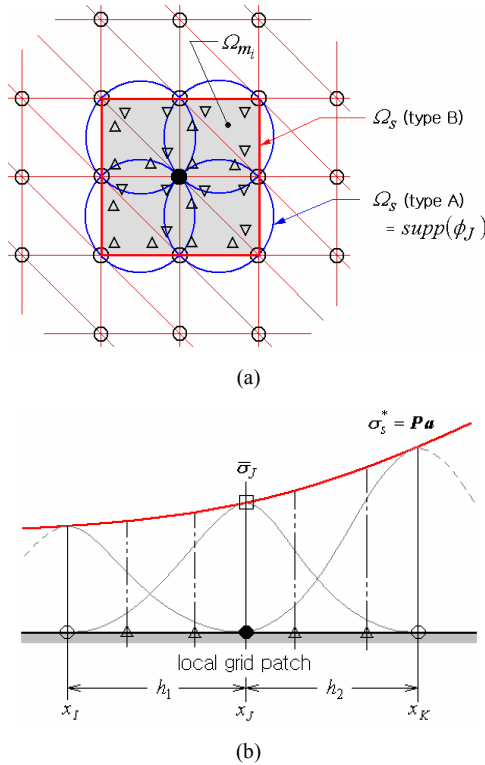 Ω_{m_i}
Ω_s (type B)
Ω_s (type A)
= supp(ϕ_J)
(a)
σ_s^* = Pa
σ̅_J
local grid patch
h_1 h_2
x_I x_J x_K
(b)